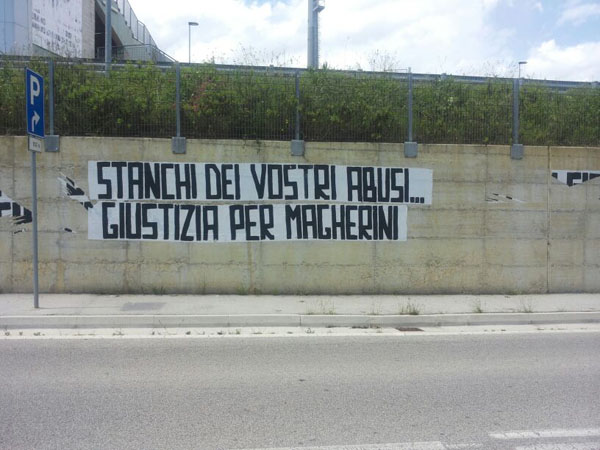 P
STANCHI DEI VOSTRI ABUSI...
GIUSTIZIA PER MAGHERINI